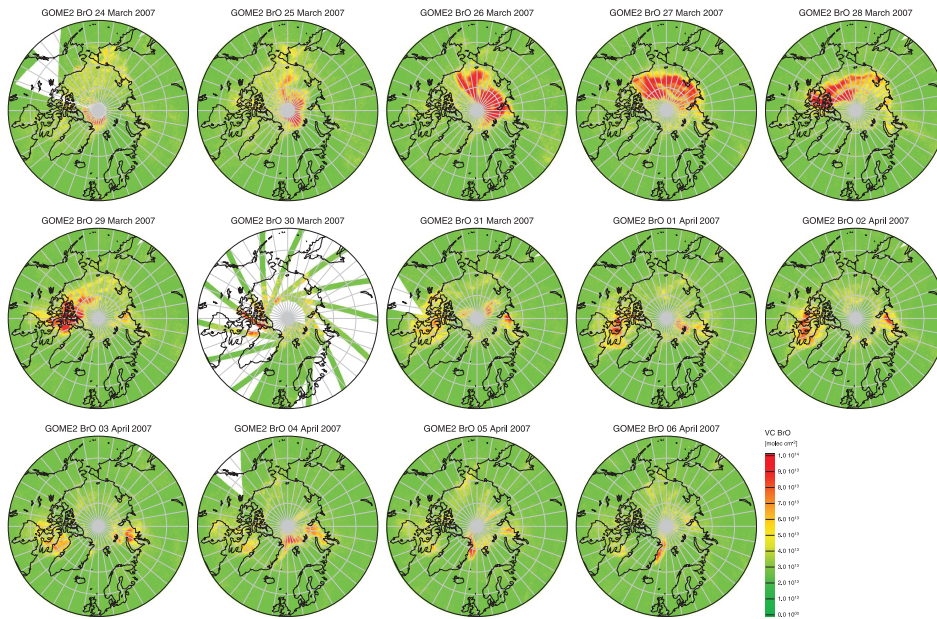 GOME2 BrO 24 March 2007
GOME2 BrO 25 March 2007
GOME2 BrO 26 March 2007
GOME2 BrO 27 March 2007
GOME2 BrO 28 March 2007
GOME2 BrO 29 March 2007
GOME2 BrO 30 March 2007
GOME2 BrO 31 March 2007
GOME2 BrO 01 April 2007
GOME2 BrO 02 April 2007
GOME2 BrO 03 April 2007
GOME2 BrO 04 April 2007
GOME2 BrO 05 April 2007
GOME2 BrO 06 April 2007
VC BrO
[molec cm⁻²]
1.0 10¹⁴
9.0 10¹³
8.0 10¹³
7.0 10¹³
6.0 10¹³
5.0 10¹³
4.0 10¹³
3.0 10¹³
2.0 10¹³
1.0 10¹³
0.0 10⁰⁰